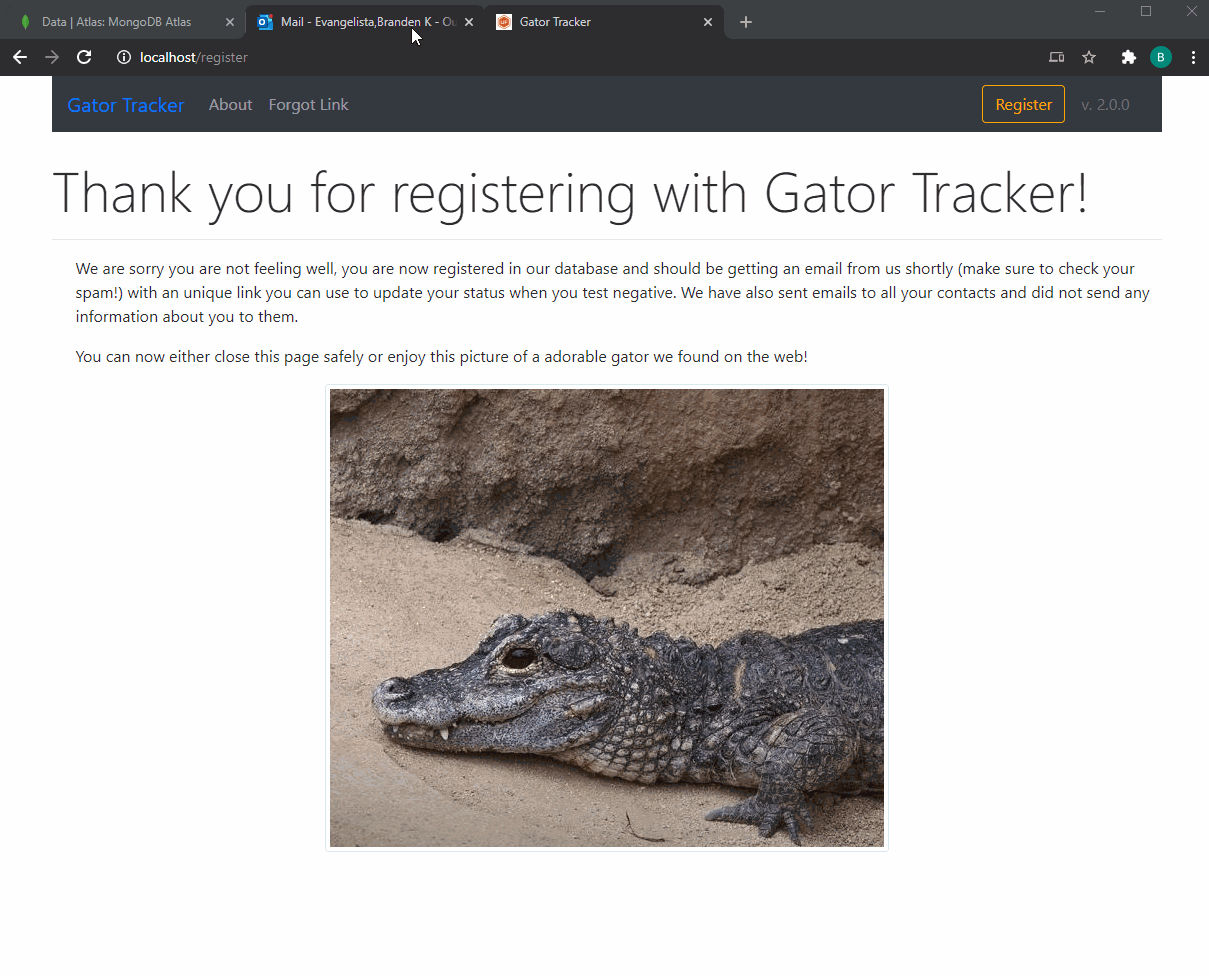 Data | Atlas: MongoDB Atlas
Mail - Evangelista,Branden K - Ou
Gator Tracker
localhost/register
B
Gator Tracker
About
Forgot Link
Register
v. 2.0.0
Thank you for registering with Gator Tracker!
We are sorry you are not feeling well, you are now registered in our database and should be getting an email from us shortly (make sure to check your
spam!) with an unique link you can use to update your status when you test negative. We have also sent emails to all your contacts and did not send any
information about you to them.
You can now either close this page safely or enjoy this picture of a adorable gator we found on the web!